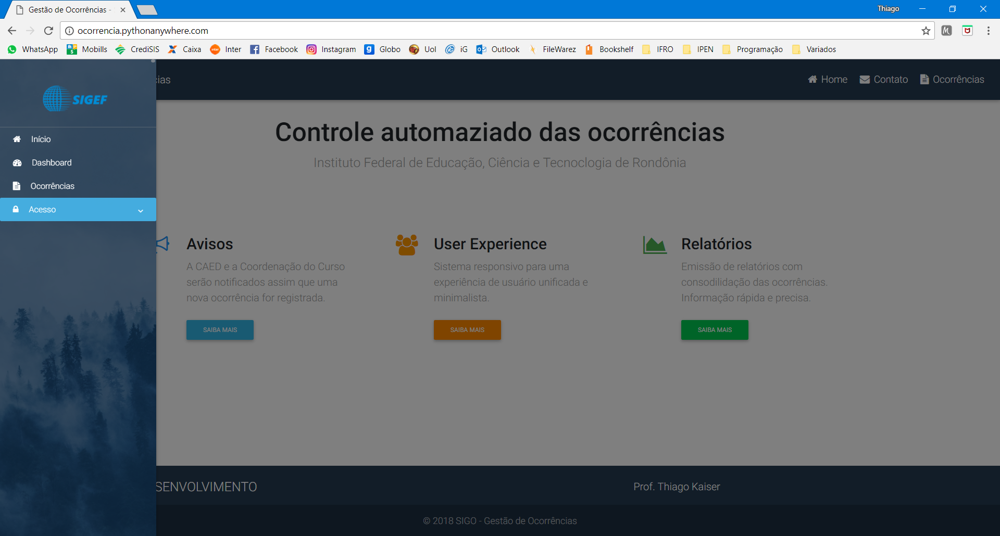 Gestão de Ocorrências -
Thiago
ocorrencia.pythonanywhere.com
WhatsApp Mobills CrediSIS Caixa Inter Facebook Instagram Globo Uol iG Outlook FileWarez Bookshelf IFRO IPEN Programação Variados
SIGEF
Início
Dashboard
Ocorrências
Acesso
cias
Home Contato Ocorrências
Controle automaziado das ocorrências
Instituto Federal de Educação, Ciência e Tecnoclogia de Rondônia
Avisos
A CAED e a Coordenação do Curso
serão notificados assim que uma
nova ocorrência for registrada.
SAIBA MAIS
User Experience
Sistema responsivo para uma
experiência de usuário unificada e
minimalista.
SAIBA MAIS
Relatórios
Emissão de relatórios com
consodilidação das ocorrências.
Informação rápida e precisa.
SAIBA MAIS
SENVOLVIMENTO
Prof. Thiago Kaiser
© 2018 SIGO - Gestão de Ocorrências